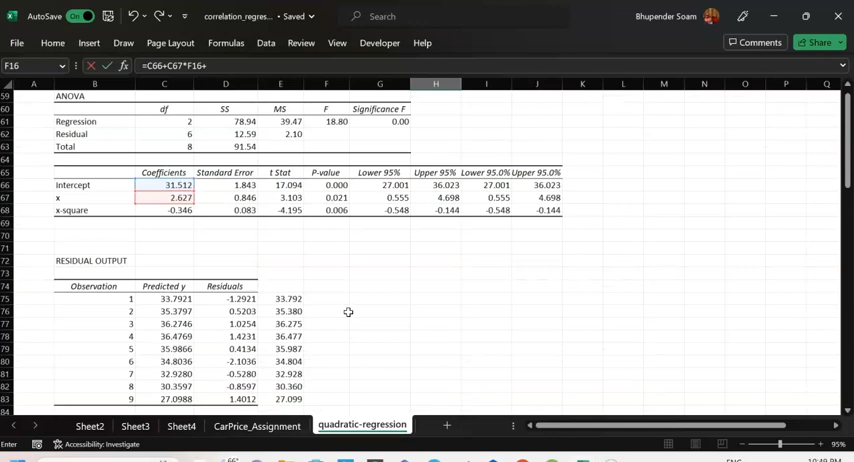 AutoSave On correlation_regres... • Saved Search Bhupender Soam
File Home Insert Draw Page Layout Formulas Data Review View Developer Help Comments Share
F16 fx =C66+C67*F16+
A B C D E F G H I J K L M N O P Q
59 ANOVA
60 df SS MS F Significance F
61 Regression 2 78.94 39.47 18.80 0.00
62 Residual 6 12.59 2.10
63 Total 8 91.54
64
65 Coefficients Standard Error t Stat P-value Lower 95% Upper 95% Lower 95.0% Upper 95.0%
66 Intercept 31.512 1.843 17.094 0.000 27.001 36.023 27.001 36.023
67 x 2.627 0.846 3.103 0.021 0.555 4.698 0.555 4.698
68 x-square -0.346 0.083 -4.195 0.006 -0.548 -0.144 -0.548 -0.144
69
70
71
72 RESIDUAL OUTPUT
73
74 Observation Predicted y Residuals
75 1 33.7921 -1.2921 33.792
76 2 35.3797 0.5203 35.380
77 3 36.2746 1.0254 36.275
78 4 36.4769 1.4231 36.477
79 5 35.9866 0.4134 35.987
80 6 34.8036 -2.1036 34.804
81 7 32.9280 -0.5280 32.928
82 8 30.3597 -0.8597 30.360
83 9 27.0988 1.4012 27.099
84
Sheet2 Sheet3 Sheet4 CarPrice_Assignment quadratic-regression
Enter Accessibility: Investigate 95%
66° ENG 10:49 PM